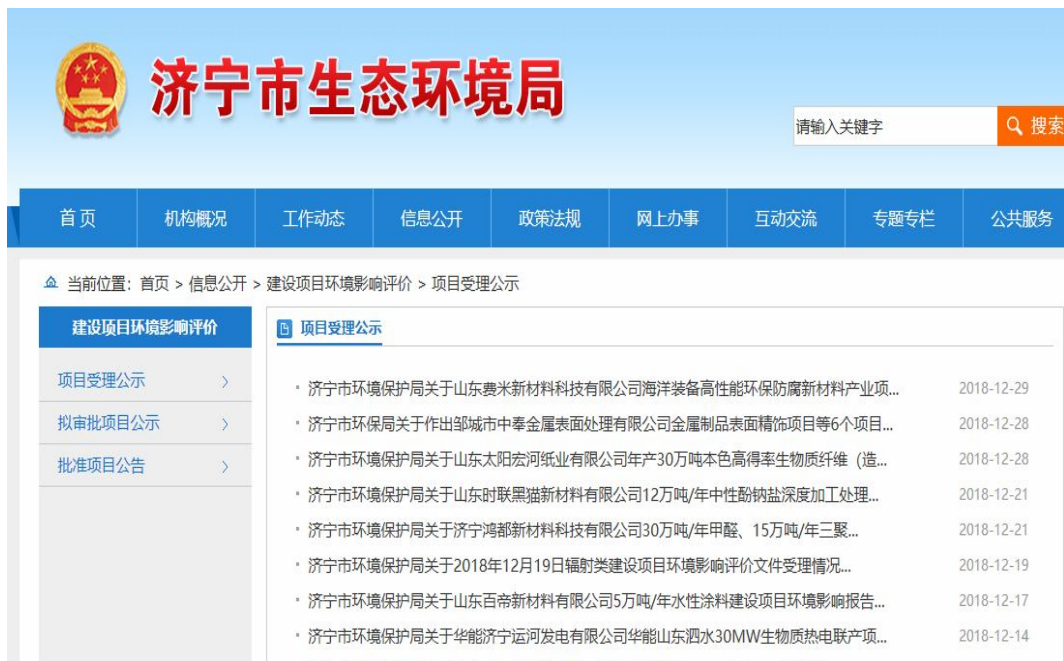 济宁市生态环境局
请输入关键字
搜索
首页 机构概况 工作动态 信息公开 政策法规 网上办事 互动交流 专题专栏 公共服务
当前位置：首页 > 信息公开 > 建设项目环境影响评价 > 项目受理公示
建设项目环境影响评价
项目受理公示
拟审批项目公示
批准项目公告
项目受理公示
济宁市环境保护局关于山东费米新材料科技有限公司海洋装备高性能环保防腐新材料产业项... 2018-12-29
济宁市环保局关于作出邹城市中奉金属表面处理有限公司金属制品表面精饰项目等6个项目... 2018-12-28
济宁市环境保护局关于山东太阳宏河纸业有限公司年产30万吨本色高得率生物质纤维（造... 2018-12-28
济宁市环境保护局关于山东时联黑猫新材料有限公司12万吨/年中性酚钠盐深度加工处理... 2018-12-21
济宁市环境保护局关于济宁鸿都新材料科技有限公司30万吨/年甲醛、15万吨/年三聚... 2018-12-21
济宁市环境保护局关于2018年12月19日辐射类建设项目环境影响评价文件受理情况... 2018-12-19
济宁市环境保护局关于山东百帝新材料有限公司5万吨/年水性涂料建设项目环境影响报告... 2018-12-17
济宁市环境保护局关于华能济宁运河发电有限公司华能山东泗水30MW生物质热电联产项... 2018-12-14